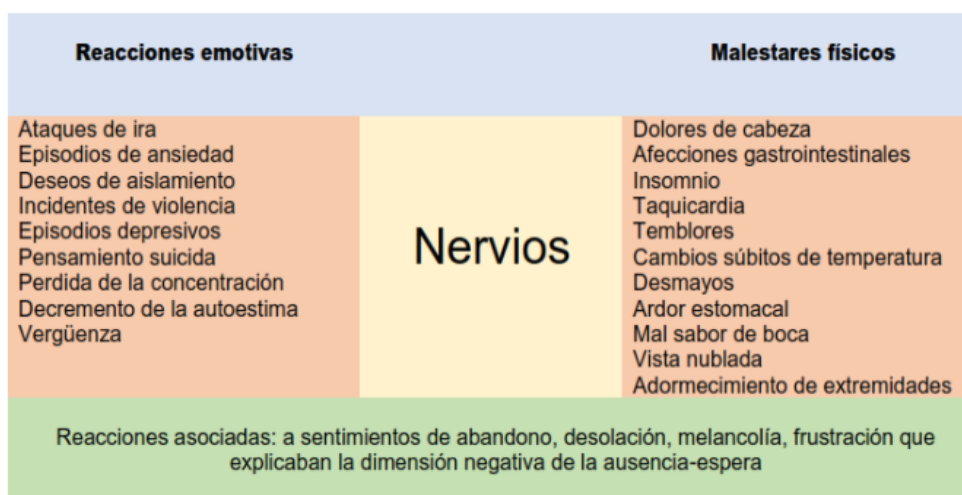 Reacciones emotivas
Malestares físicos
Ataques de ira
Episodios de ansiedad
Deseos de aislamiento
Incidentes de violencia
Episodios depresivos
Pensamiento suicida
Perdida de la concentración
Decremento de la autoestima
Vergüenza
Nervios
Dolores de cabeza
Afecciones gastrointestinales
Insomnio
Taquicardia
Temblores
Cambios súbitos de temperatura
Desmayos
Ardor estomacal
Mal sabor de boca
Vista nublada
Adormecimiento de extremidades
Reacciones asociadas: a sentimientos de abandono, desolación, melancolía, frustración que
explicaban la dimensión negativa de la ausencia-espera